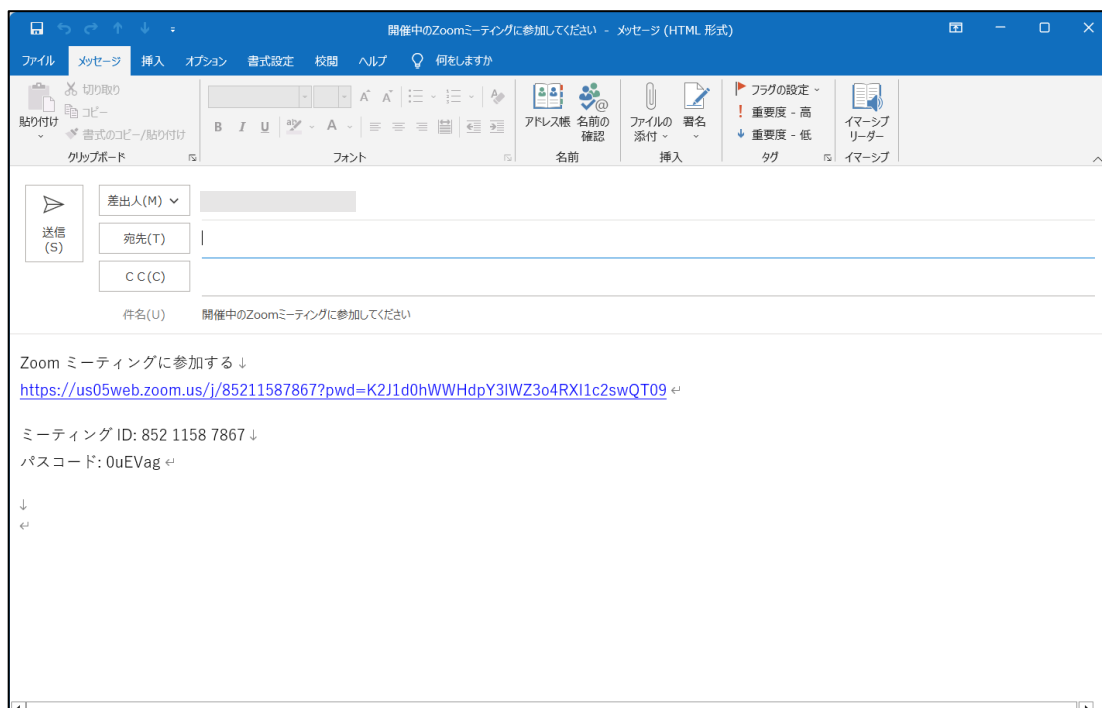 開催中のZoomミーティングに参加してください - メッセージ (HTML 形式)
ファイル メッセージ 挿入 オプション 書式設定 校閲 ヘルプ 何をしますか
貼り付け
切り取り
コピー
書式のコピー/貼り付け
クリップボード
B I U A
フォント
アドレス帳 名前の確認
名前
ファイルの添付 署名
挿入
フラグの設定
重要度 - 高
重要度 - 低
タグ
イマーシブ リーダー
イマーシブ
送信
(S)
差出人(M)
宛先(T)
C C(C)
件名(U) 開催中のZoomミーティングに参加してください
Zoom ミーティングに参加する↓
https://us05web.zoom.us/j/85211587867?pwd=K2J1d0hWWHdpY3lWZ3o4RXI1c2swQT09
ミーティング ID: 852 1158 7867↓
パスコード: 0uEVag